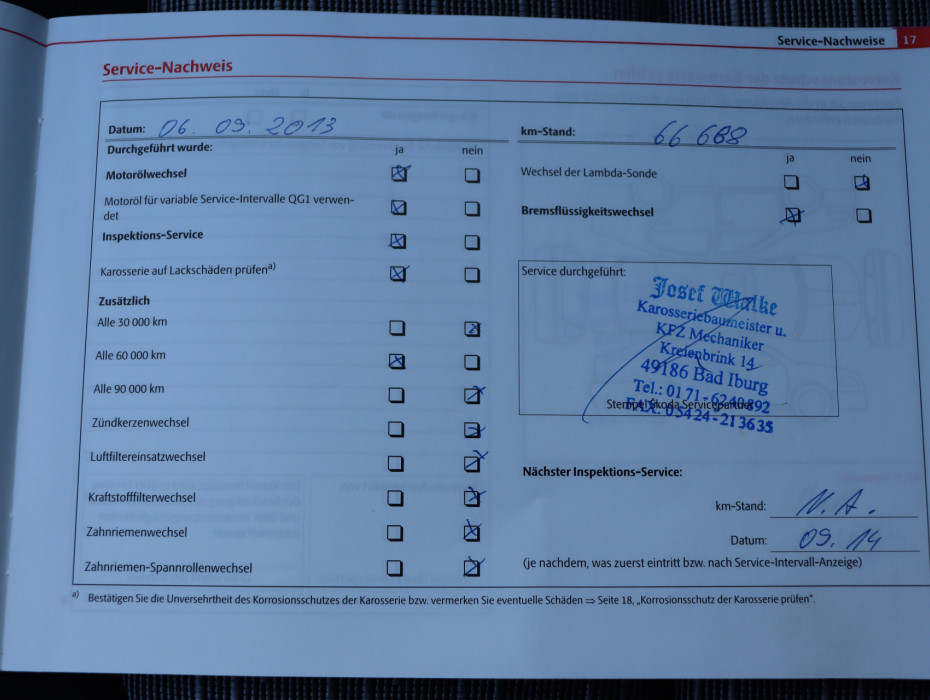 Service-Nachweise 17
Service-Nachweis
Datum: 06. 09. 2013
km-Stand: 66 688
Durchgeführt wurde: ja nein
ja nein
Motorölwechsel
Wechsel der Lambda-Sonde
Motoröl für variable Service-Intervalle QG1 verwen-
det
Bremsflüssigkeitswechsel
Inspektions-Service
Karosserie auf Lackschäden prüfen a)
Zusätzlich
Alle 30 000 km
Alle 60 000 km
Alle 90 000 km
Zündkerzenwechsel
Luftfiltereinsatzwechsel
Kraftstofffilterwechsel
Zahnriemenwechsel
Zahnriemen-Spannrollenwechsel
Service durchgeführt:
Josef Walke
Karosseriebaumeister u.
KFZ Mechaniker
Kreienbrink 14
49186 Bad Iburg
Tel.: 0171-6240892
Stempel Škoda Servicepartner
FAX: 05424-213635
Nächster Inspektions-Service:
km-Stand: N. A.
Datum: 09. 14
(je nachdem, was zuerst eintritt bzw. nach Service-Intervall-Anzeige)
a) Bestätigen Sie die Unversehrtheit des Korrosionsschutzes der Karosserie bzw. vermerken Sie eventuelle Schäden ⇒ Seite 18, „Korrosionsschutz der Karosserie prüfen“.